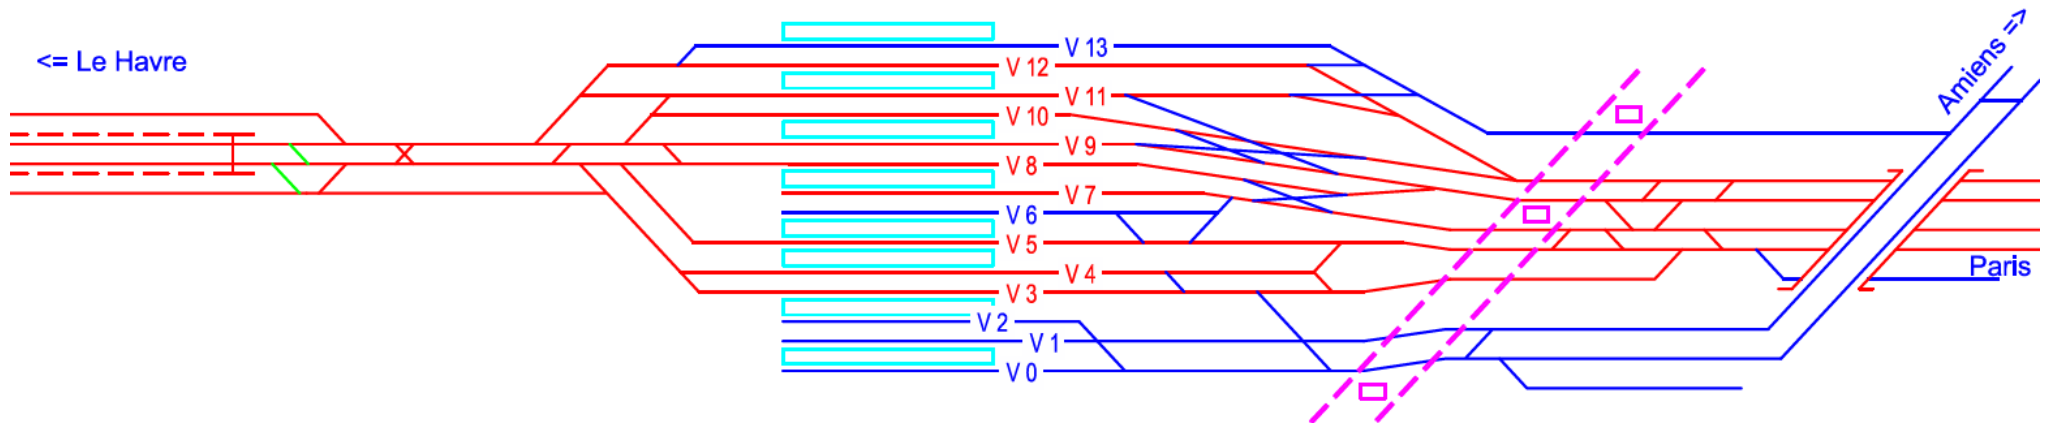 <= Le Havre
V 13
V 12
V 11
V 10
V 9
V 8
V 7
V 6
V 5
V 4
V 3
V 2
V 1
V 0
Amiens =>
Paris